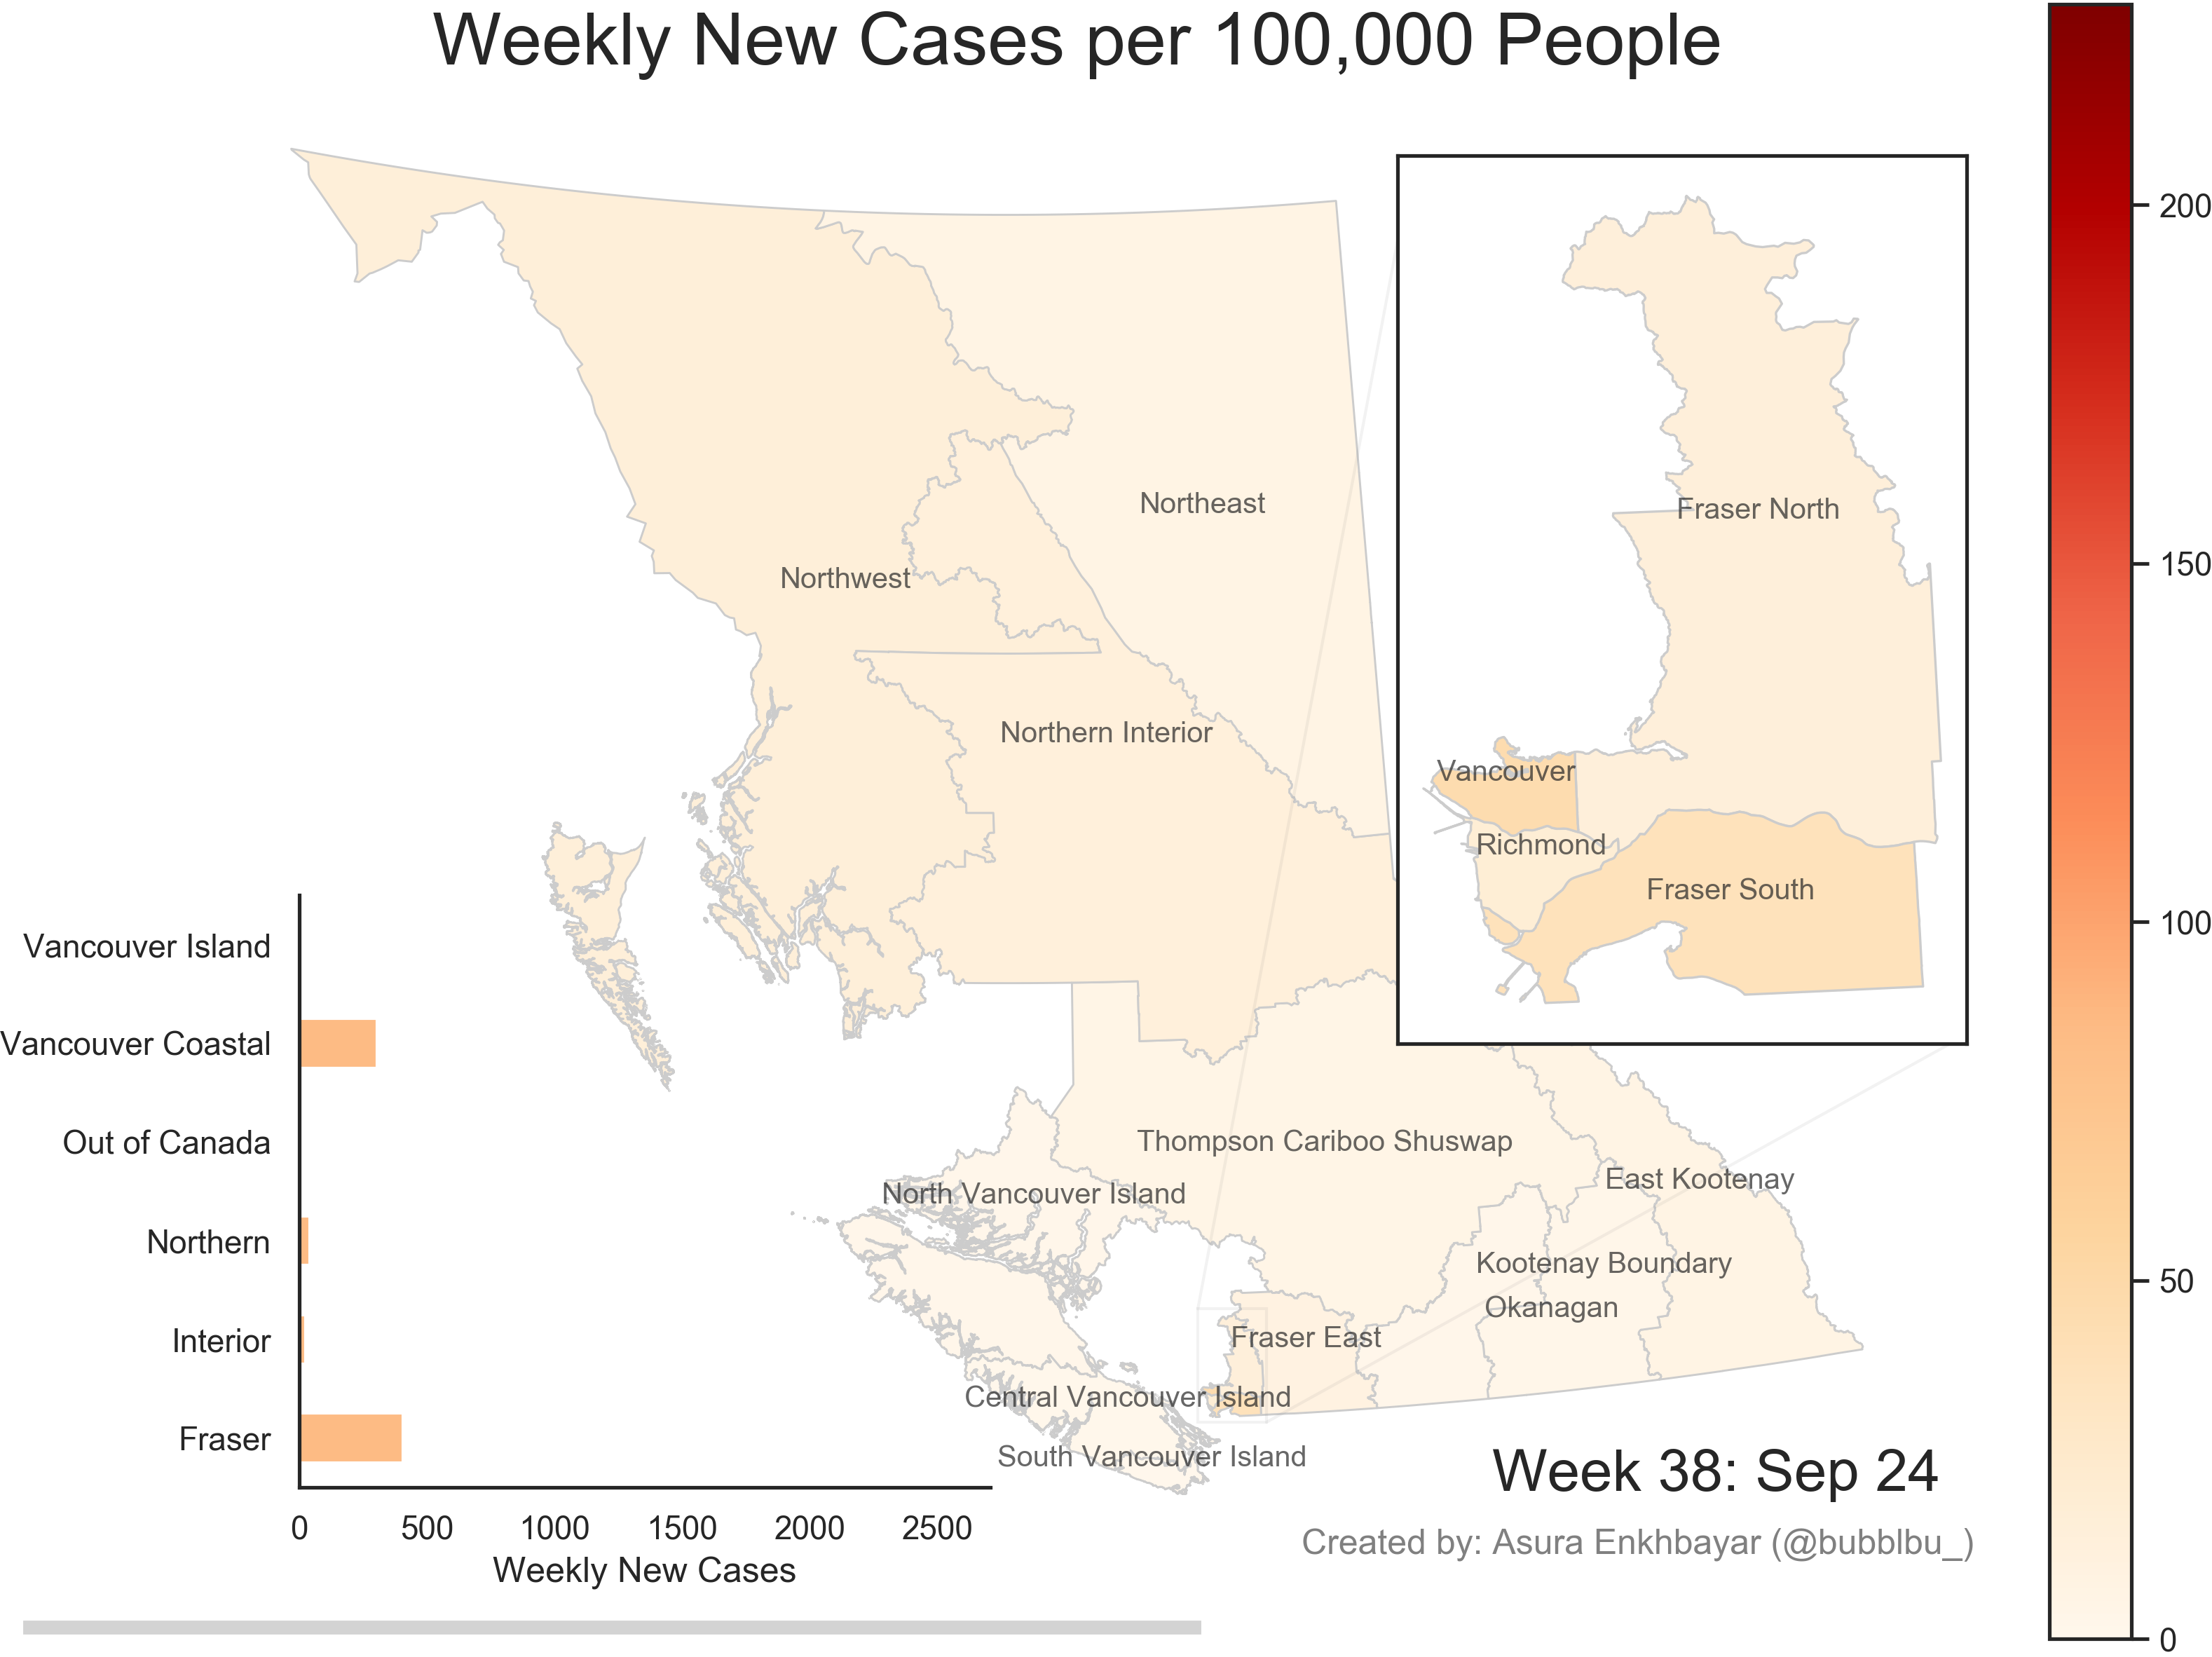 Weekly New Cases per 100,000 People
200
150
100
50
0
Northeast
Northwest
Northern Interior
Fraser North
Vancouver
Richmond
Fraser South
Thompson Cariboo Shuswap
East Kootenay
North Vancouver Island
Kootenay Boundary
Okanagan
Fraser East
Central Vancouver Island
South Vancouver Island
Vancouver Island
Vancouver Coastal
Out of Canada
Northern
Interior
Fraser
0 500 1000 1500 2000 2500
Weekly New Cases
Week 38: Sep 24
Created by: Asura Enkhbayar (@bubblbu_)